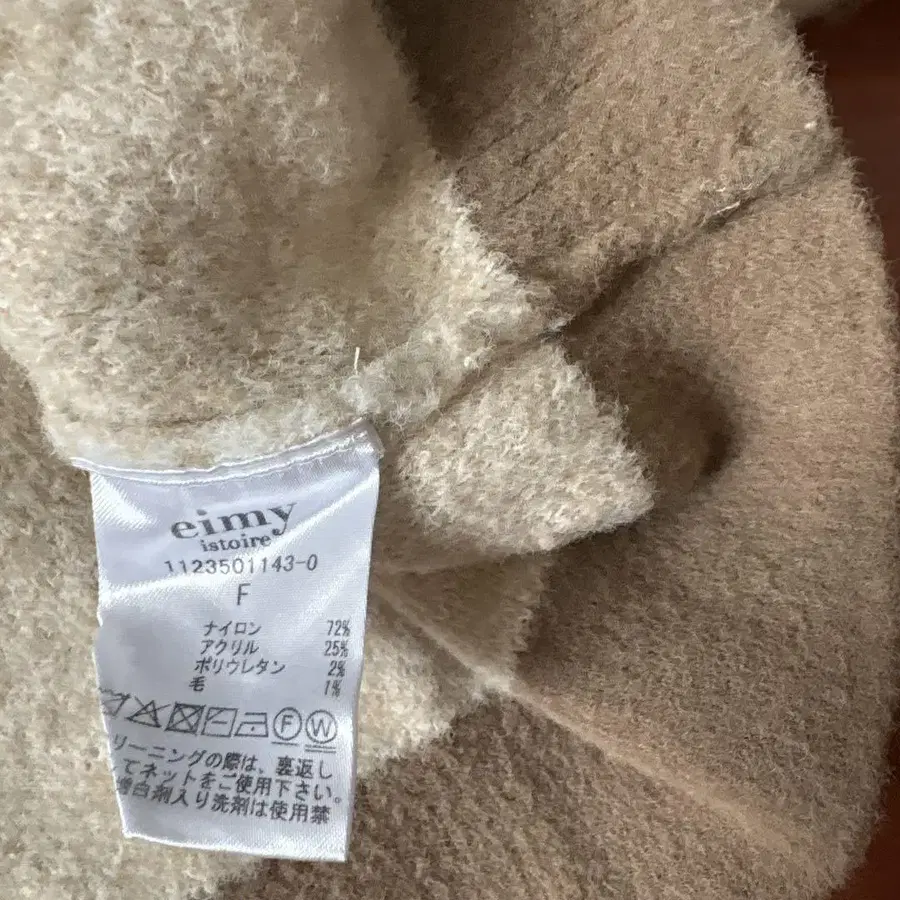 eimy
istoire
1123501143-0
F
ナイロン 72%
アクリル 25%
ポリウレタン 2%
毛 1%
F W
リーニングの際は、裏返し
てネットをご使用下さい。
白剤入り洗剤は使用禁